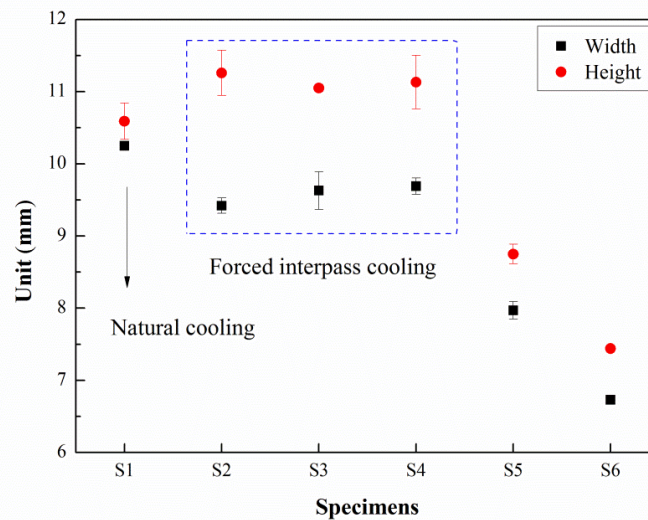 12
11
10
9
8
7
6
Unit (mm)
Width
Height
Forced interpass cooling
Natural cooling
S1 S2 S3 S4 S5 S6
Specimens